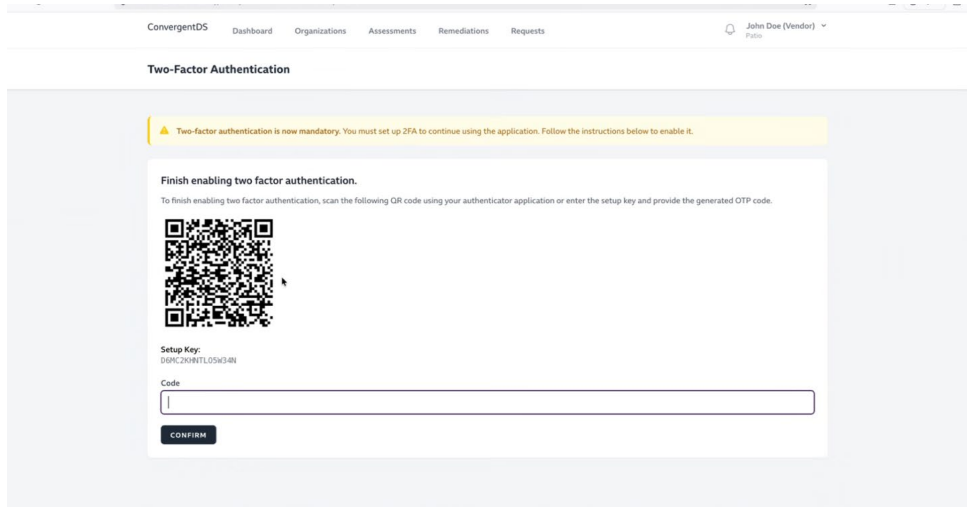 ConvergentDS
Dashboard
Organizations
Assessments
Remediations
Requests
John Doe (Vendor)
Patio
Two-Factor Authentication
Two-factor authentication is now mandatory. You must set up 2FA to continue using the application. Follow the instructions below to enable it.
Finish enabling two factor authentication.
To finish enabling two factor authentication, scan the following QR code using your authenticator application or enter the setup key and provide the generated OTP code.
Setup Key:
D6MC2KHNTLO5W34N
Code
CONFIRM